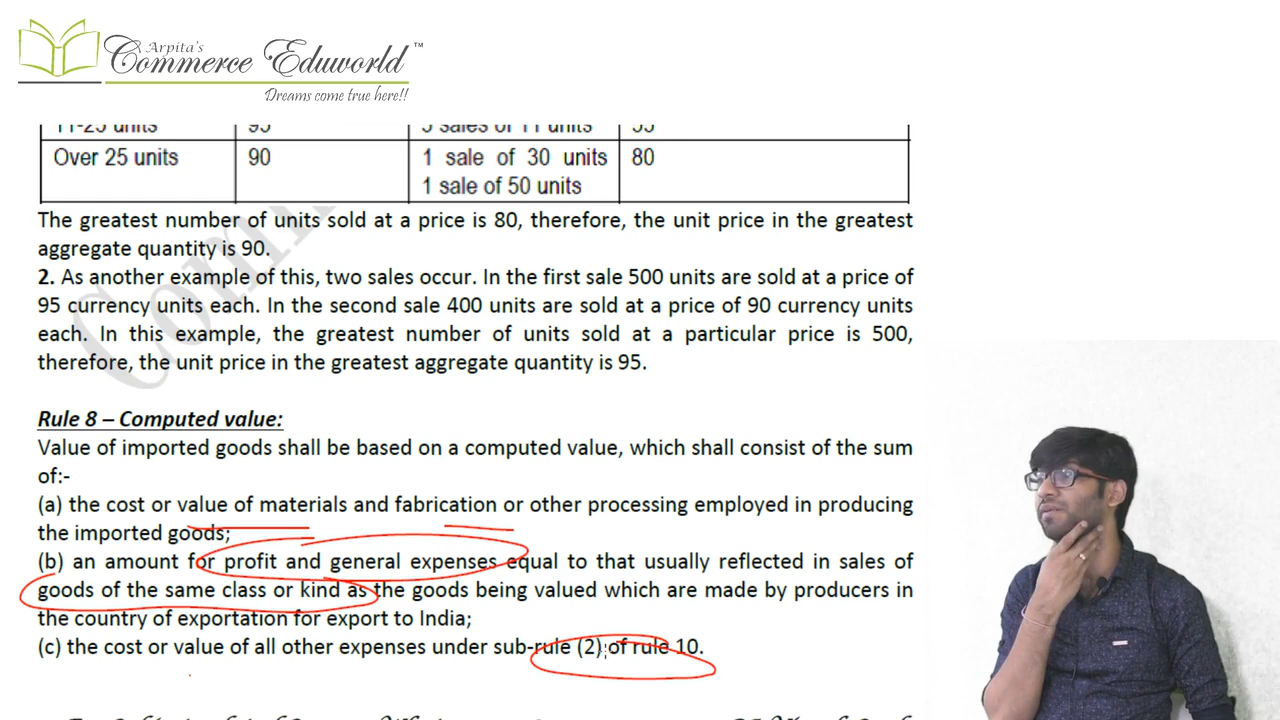 Arpita's
Commerce Eduworld™
Dreams come true here!!
11-25 units 95 5 sales of 11 units 55
Over 25 units 90 1 sale of 30 units 80
1 sale of 50 units
The greatest number of units sold at a price is 80, therefore, the unit price in the greatest
aggregate quantity is 90.
2. As another example of this, two sales occur. In the first sale 500 units are sold at a price of
95 currency units each. In the second sale 400 units are sold at a price of 90 currency units
each. In this example, the greatest number of units sold at a particular price is 500,
therefore, the unit price in the greatest aggregate quantity is 95.
Rule 8 – Computed value:
Value of imported goods shall be based on a computed value, which shall consist of the sum
of:-
(a) the cost or value of materials and fabrication or other processing employed in producing
the imported goods;
(b) an amount for profit and general expenses equal to that usually reflected in sales of
goods of the same class or kind as the goods being valued which are made by producers in
the country of exportation for export to India;
(c) the cost or value of all other expenses under sub-rule (2) of rule 10.